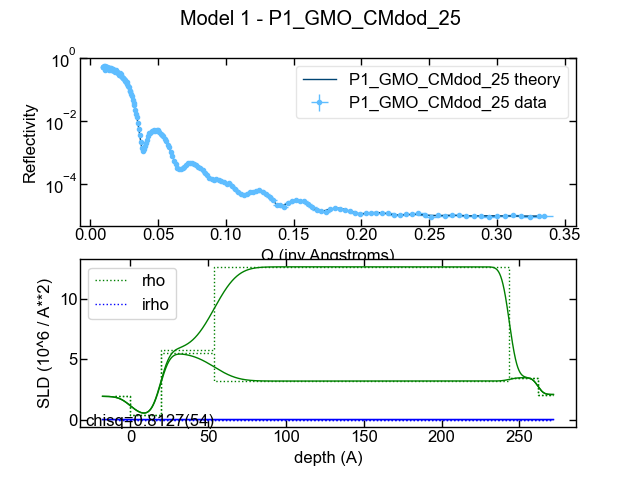 Model 1 - P1_GMO_CMdod_25
10^0
10^−2
10^−4
Reflectivity
P1_GMO_CMdod_25 theory
P1_GMO_CMdod_25 data
0.00 0.05 0.10 0.15 0.20 0.25 0.30 0.35
Q (inv Angstroms)
rho
irho
10
5
0
SLD (10^6 / A**2)
chisq=0.8127(54)
0 50 100 150 200 250
depth (A)